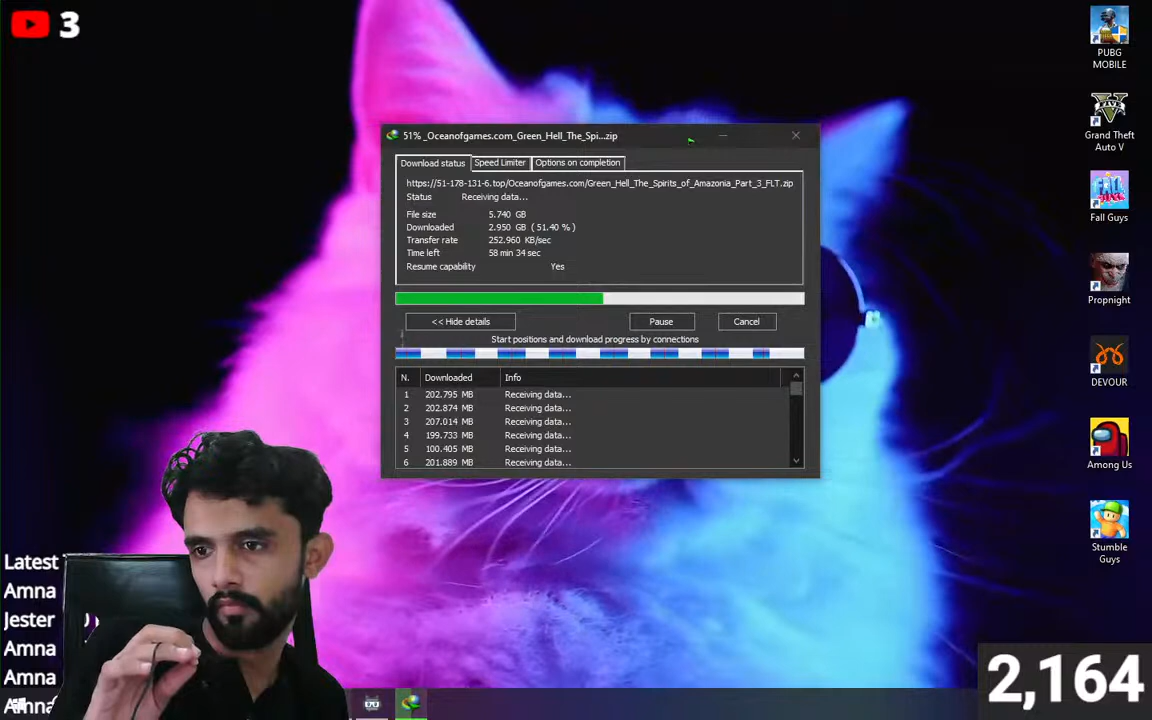 3
PUBG
MOBILE
Grand Theft
Auto V
Fall Guys
Propnight
DEVOUR
Among Us
Stumble
Guys
51% _Oceanofgames.com_Green_Hell_The_Spi...zip
Download status
Speed Limiter
Options on completion
https://51-178-131-6.top/Oceanofgames.com/Green_Hell_The_Spirits_of_Amazonia_Part_3_FLT.zip
Status Receiving data...
File size 5.740 GB
Downloaded 2.950 GB ( 51.40 % )
Transfer rate 252.960 KB/sec
Time left 58 min 34 sec
Resume capability Yes
<< Hide details
Pause
Cancel
Start positions and download progress by connections
N. Downloaded Info
1 202.795 MB Receiving data...
2 202.874 MB Receiving data...
3 207.014 MB Receiving data...
4 199.733 MB Receiving data...
5 100.405 MB Receiving data...
6 201.889 MB Receiving data...
Latest
Amna
Jester
Amna
Amna
Amna
2,164